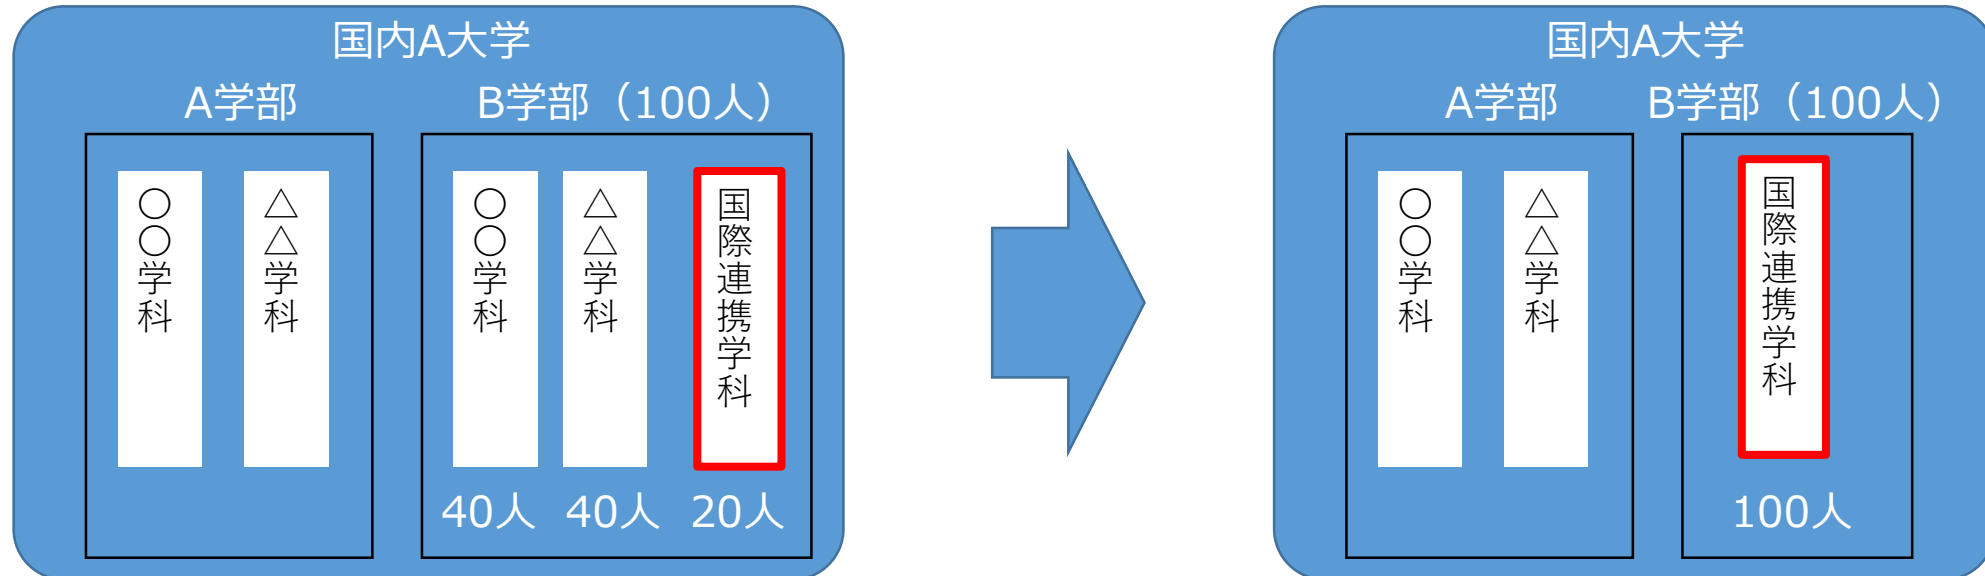 国内A大学
A学部
B学部（100人）
〇〇学科
△△学科
〇〇学科
△△学科
国際連携学科
40人
40人
20人
国内A大学
A学部
B学部（100人）
〇〇学科
△△学科
国際連携学科
100人